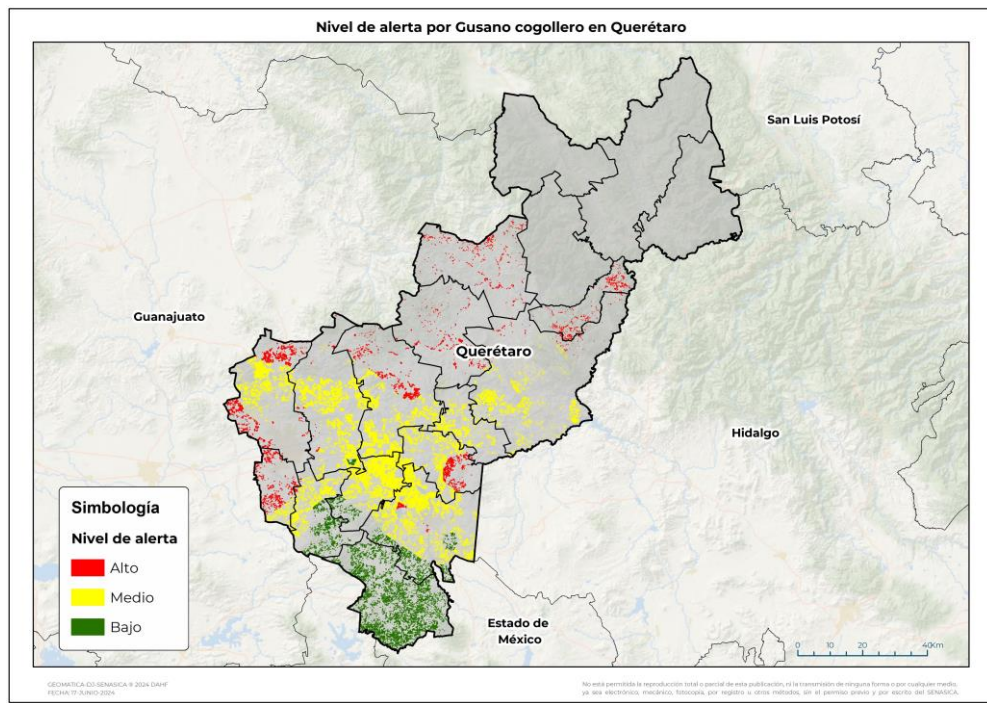 Nivel de alerta por Gusano cogollero en Querétaro
San Luis Potosí
Guanajuato
Querétaro
Hidalgo
Simbología
Nivel de alerta
Alto
Medio
Bajo
Estado de
México
0 20 40Km
GEOMÁTICA-CO-SENASICA © 2024 DAHF
FECHA: 17-JUNIO-2024
No está permitida la reproducción total o parcial de esta publicación, ni la transmisión de ninguna forma o por cualquier medio,
ya sea electrónico, mecánico, fotocopia, por registro u otros métodos, sin el permiso previo y por escrito del SENASICA.